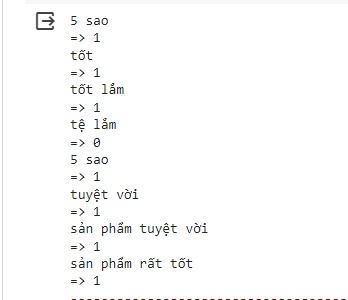 5 sao
=> 1
tốt
=> 1
tốt lắm
=> 1
tệ lắm
=> 0
5 sao
=> 1
tuyệt vời
=> 1
sản phẩm tuyệt vời
=> 1
sản phẩm rất tốt
=> 1
------------------------------------